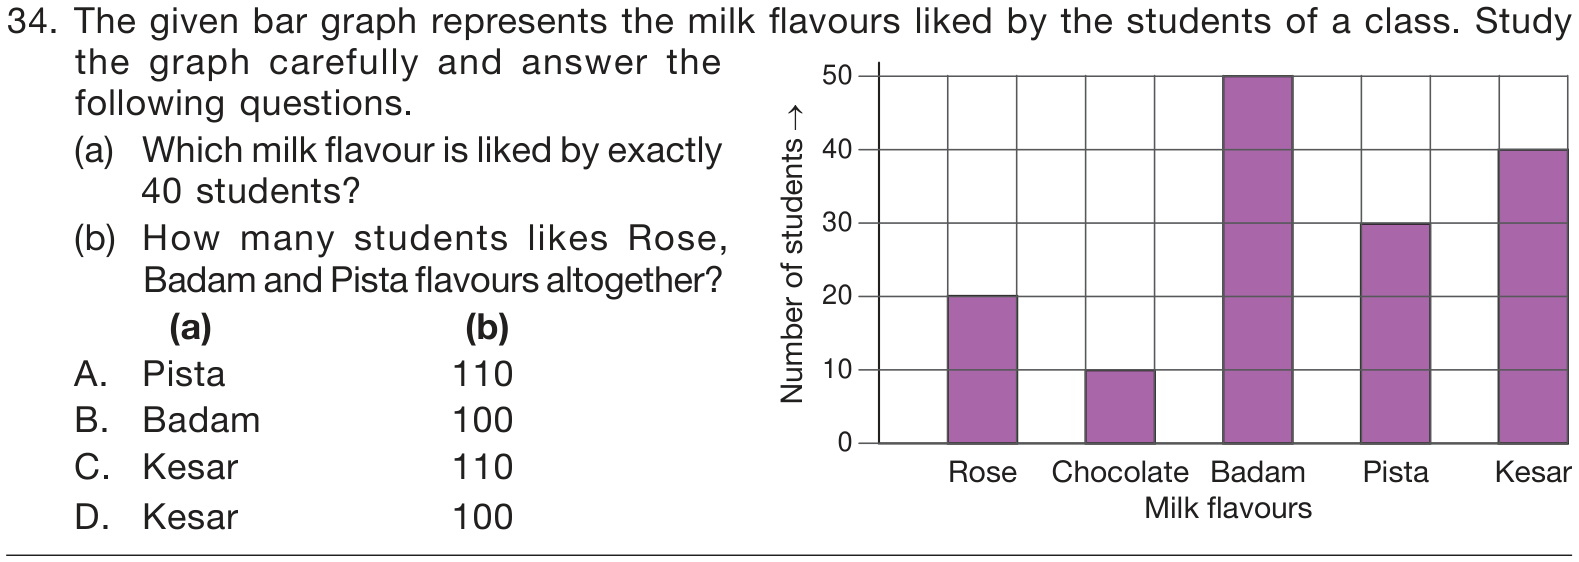 34. The given bar graph represents the milk flavours liked by the students of a class. Study
the graph carefully and answer the
following questions.
(a) Which milk flavour is liked by exactly
40 students?
(b) How many students likes Rose,
Badam and Pista flavours altogether?
(a) (b)
A. Pista 110
B. Badam 100
C. Kesar 110
D. Kesar 100
Number of students →
50
40
30
20
10
0
Rose Chocolate Badam Pista Kesar
Milk flavours